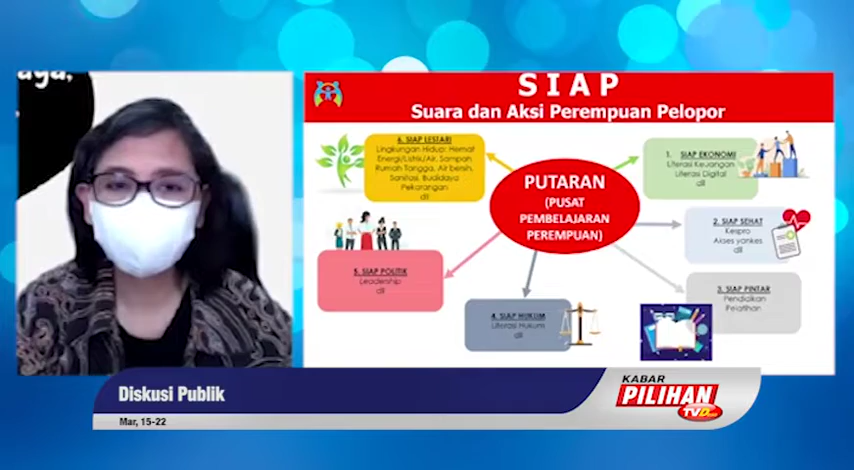 aya,
S I A P
Suara dan Aksi Perempuan Pelopor
6. SIAP LESTARI
Lingkungan Hidup: Hemat
Energi/Listrik/Air, Sampah
Rumah Tangga, Air bersih,
Sanitasi, Budidaya
Pekarangan
dll
PUTARAN
(PUSAT
PEMBELAJARAN
PEREMPUAN)
1. SIAP EKONOMI
Literasi Keuangan
Literasi Digital
dll
2. SIAP SEHAT
Kespro
Akses yankes
dll
3. SIAP PINTAR
Pendidikan
Pelatihan
4. SIAP HUKUM
Literasi Hukum
dll
5. SIAP POLITIK
Leadership
dll
Diskusi Publik
Mar, 15-22
KABAR
PILIHAN
TVD